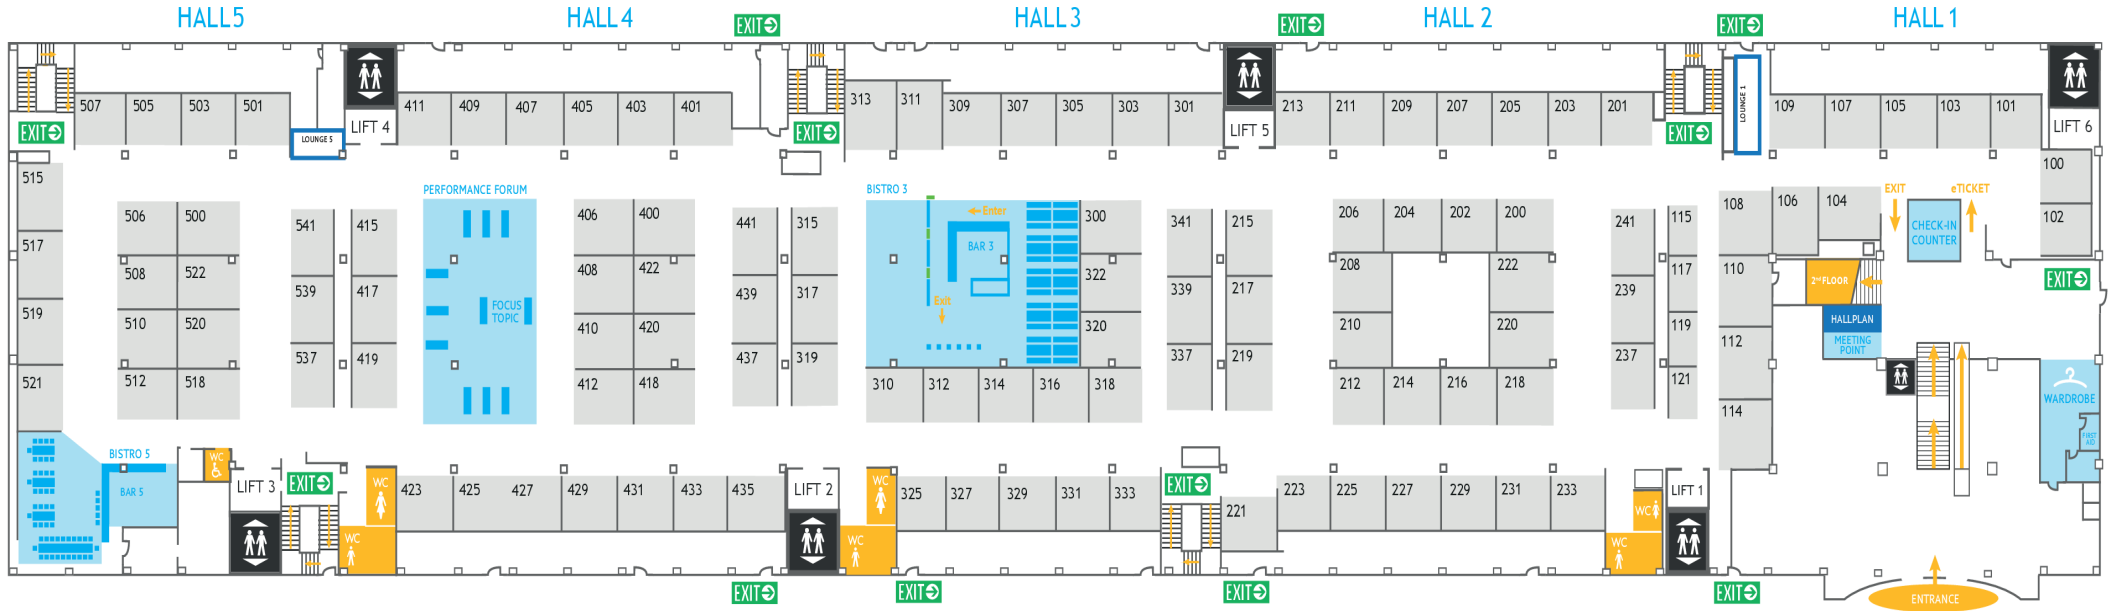 HALL 5
HALL 4
HALL 3
HALL 2
HALL 1
EXIT
EXIT
EXIT
507
505
503
501
LIFT 4
411
409
407
405
403
401
313
311
309
307
305
303
301
LIFT 5
213
211
209
207
205
203
201
LOUNGE 1
109
107
105
103
101
LIFT 6
EXIT
LOUNGE 5
EXIT
EXIT
515
517
519
521
506
500
508
522
510
520
512
518
541
415
539
417
537
419
PERFORMANCE FORUM
FOCUS
TOPIC
406
400
408
422
410
420
412
418
441
315
439
317
437
319
BISTRO 3
Enter
BAR 3
Exit
300
322
320
310
312
314
316
318
341
215
339
217
337
219
206
204
202
200
208
222
210
220
212
214
216
218
241
115
117
239
119
237
121
108
106
104
110
112
114
EXIT
eTICKET
CHECK-IN
COUNTER
100
102
EXIT
2nd FLOOR
HALLPLAN
MEETING
POINT
WARDROBE
FIRST
AID
BISTRO 5
BAR 5
WC
LIFT 3
EXIT
WC
WC
423
425
427
429
431
433
435
LIFT 2
WC
WC
325
327
329
331
333
EXIT
221
223
225
227
229
231
233
WC
WC
LIFT 1
EXIT
EXIT
EXIT
EXIT
ENTRANCE